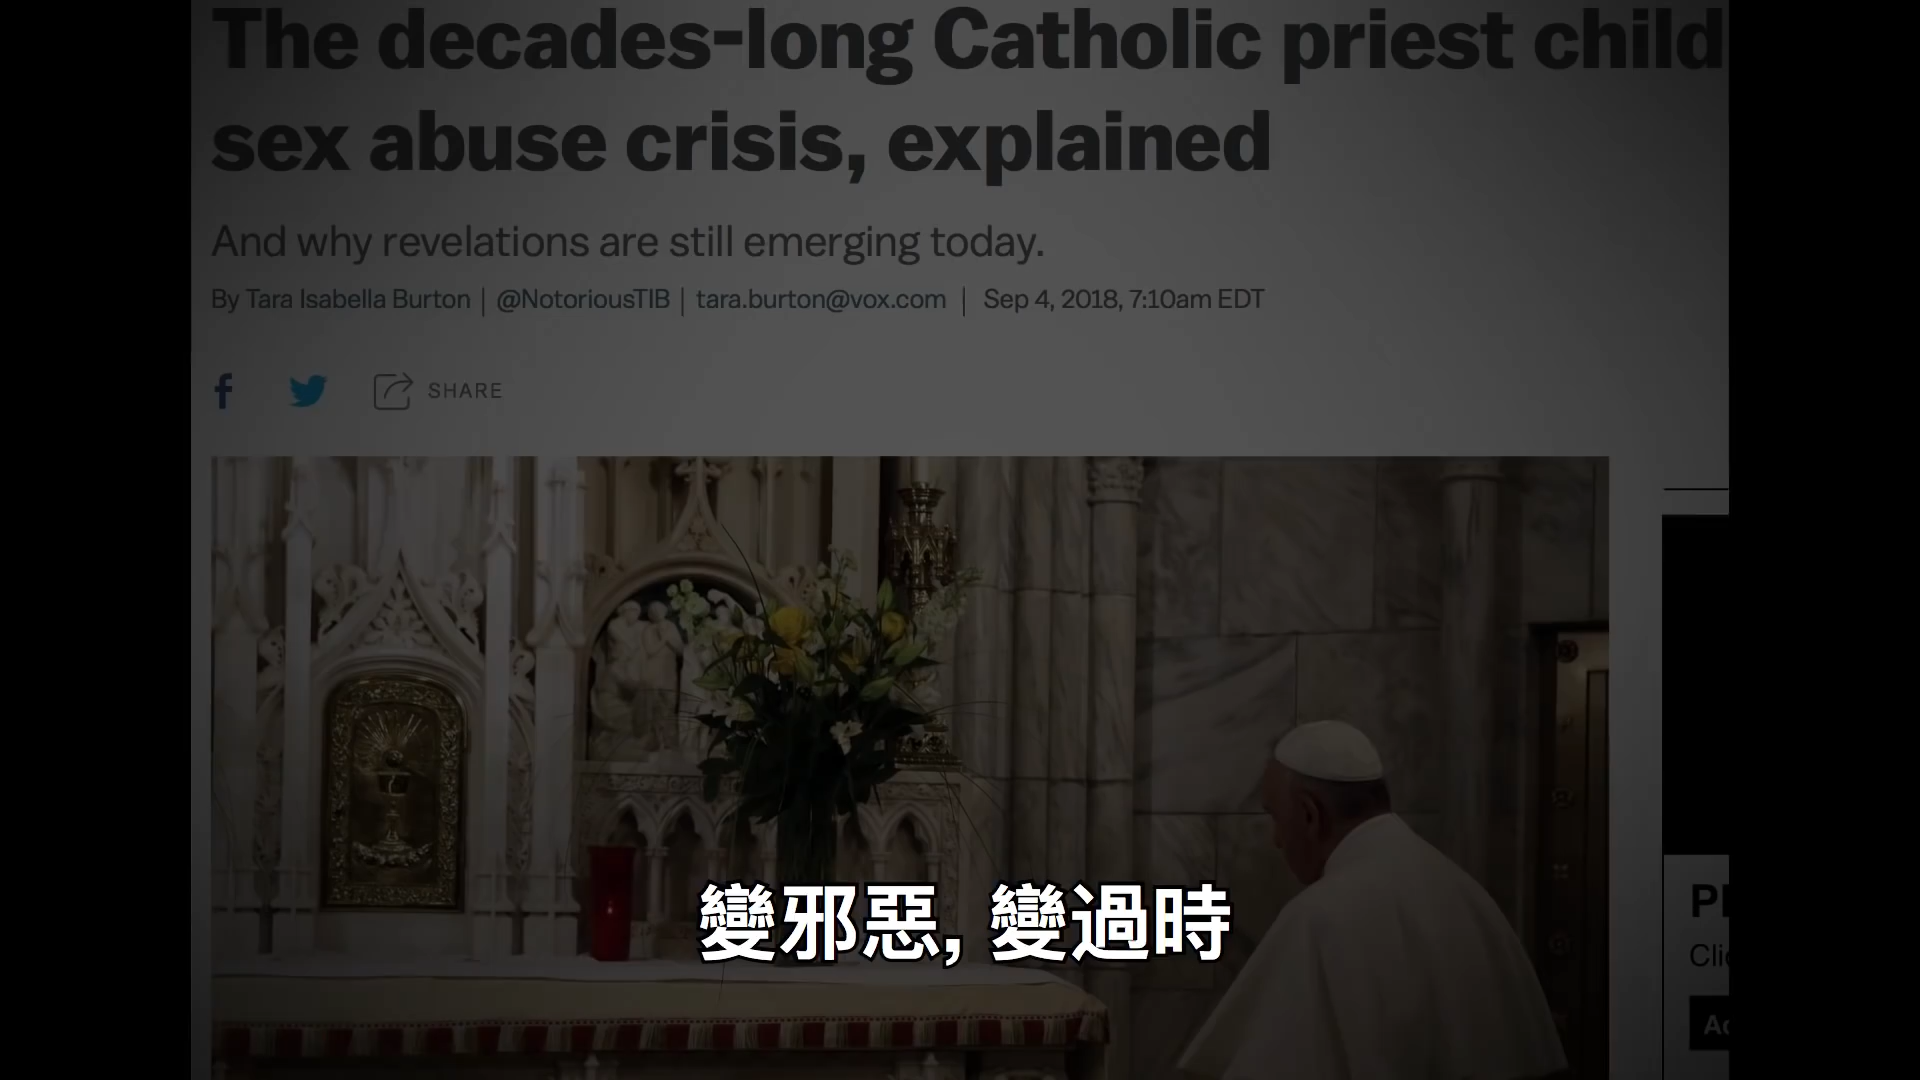 The decades-long Catholic priest child
sex abuse crisis, explained
And why revelations are still emerging today.
By Tara Isabella Burton | @NotoriousTIB | tara.burton@vox.com | Sep 4, 2018, 7:10am EDT
SHARE
變邪惡, 變過時